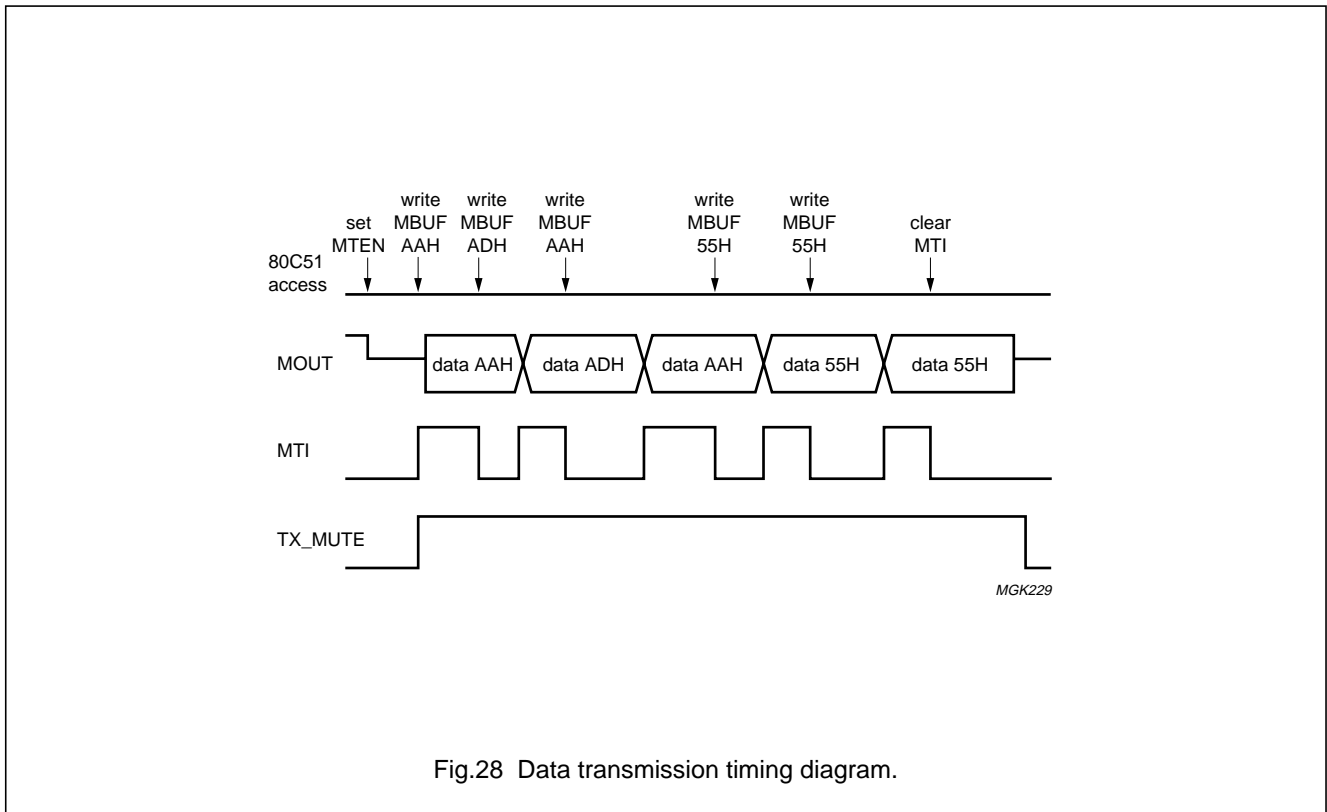 write write write write write
set MBUF MBUF MBUF MBUF MBUF clear
MTEN AAH ADH AAH 55H 55H MTI
80C51
access
MOUT data AAH data ADH data AAH data 55H data 55H
MTI
TX_MUTE
MGK229
Fig.28 Data transmission timing diagram.